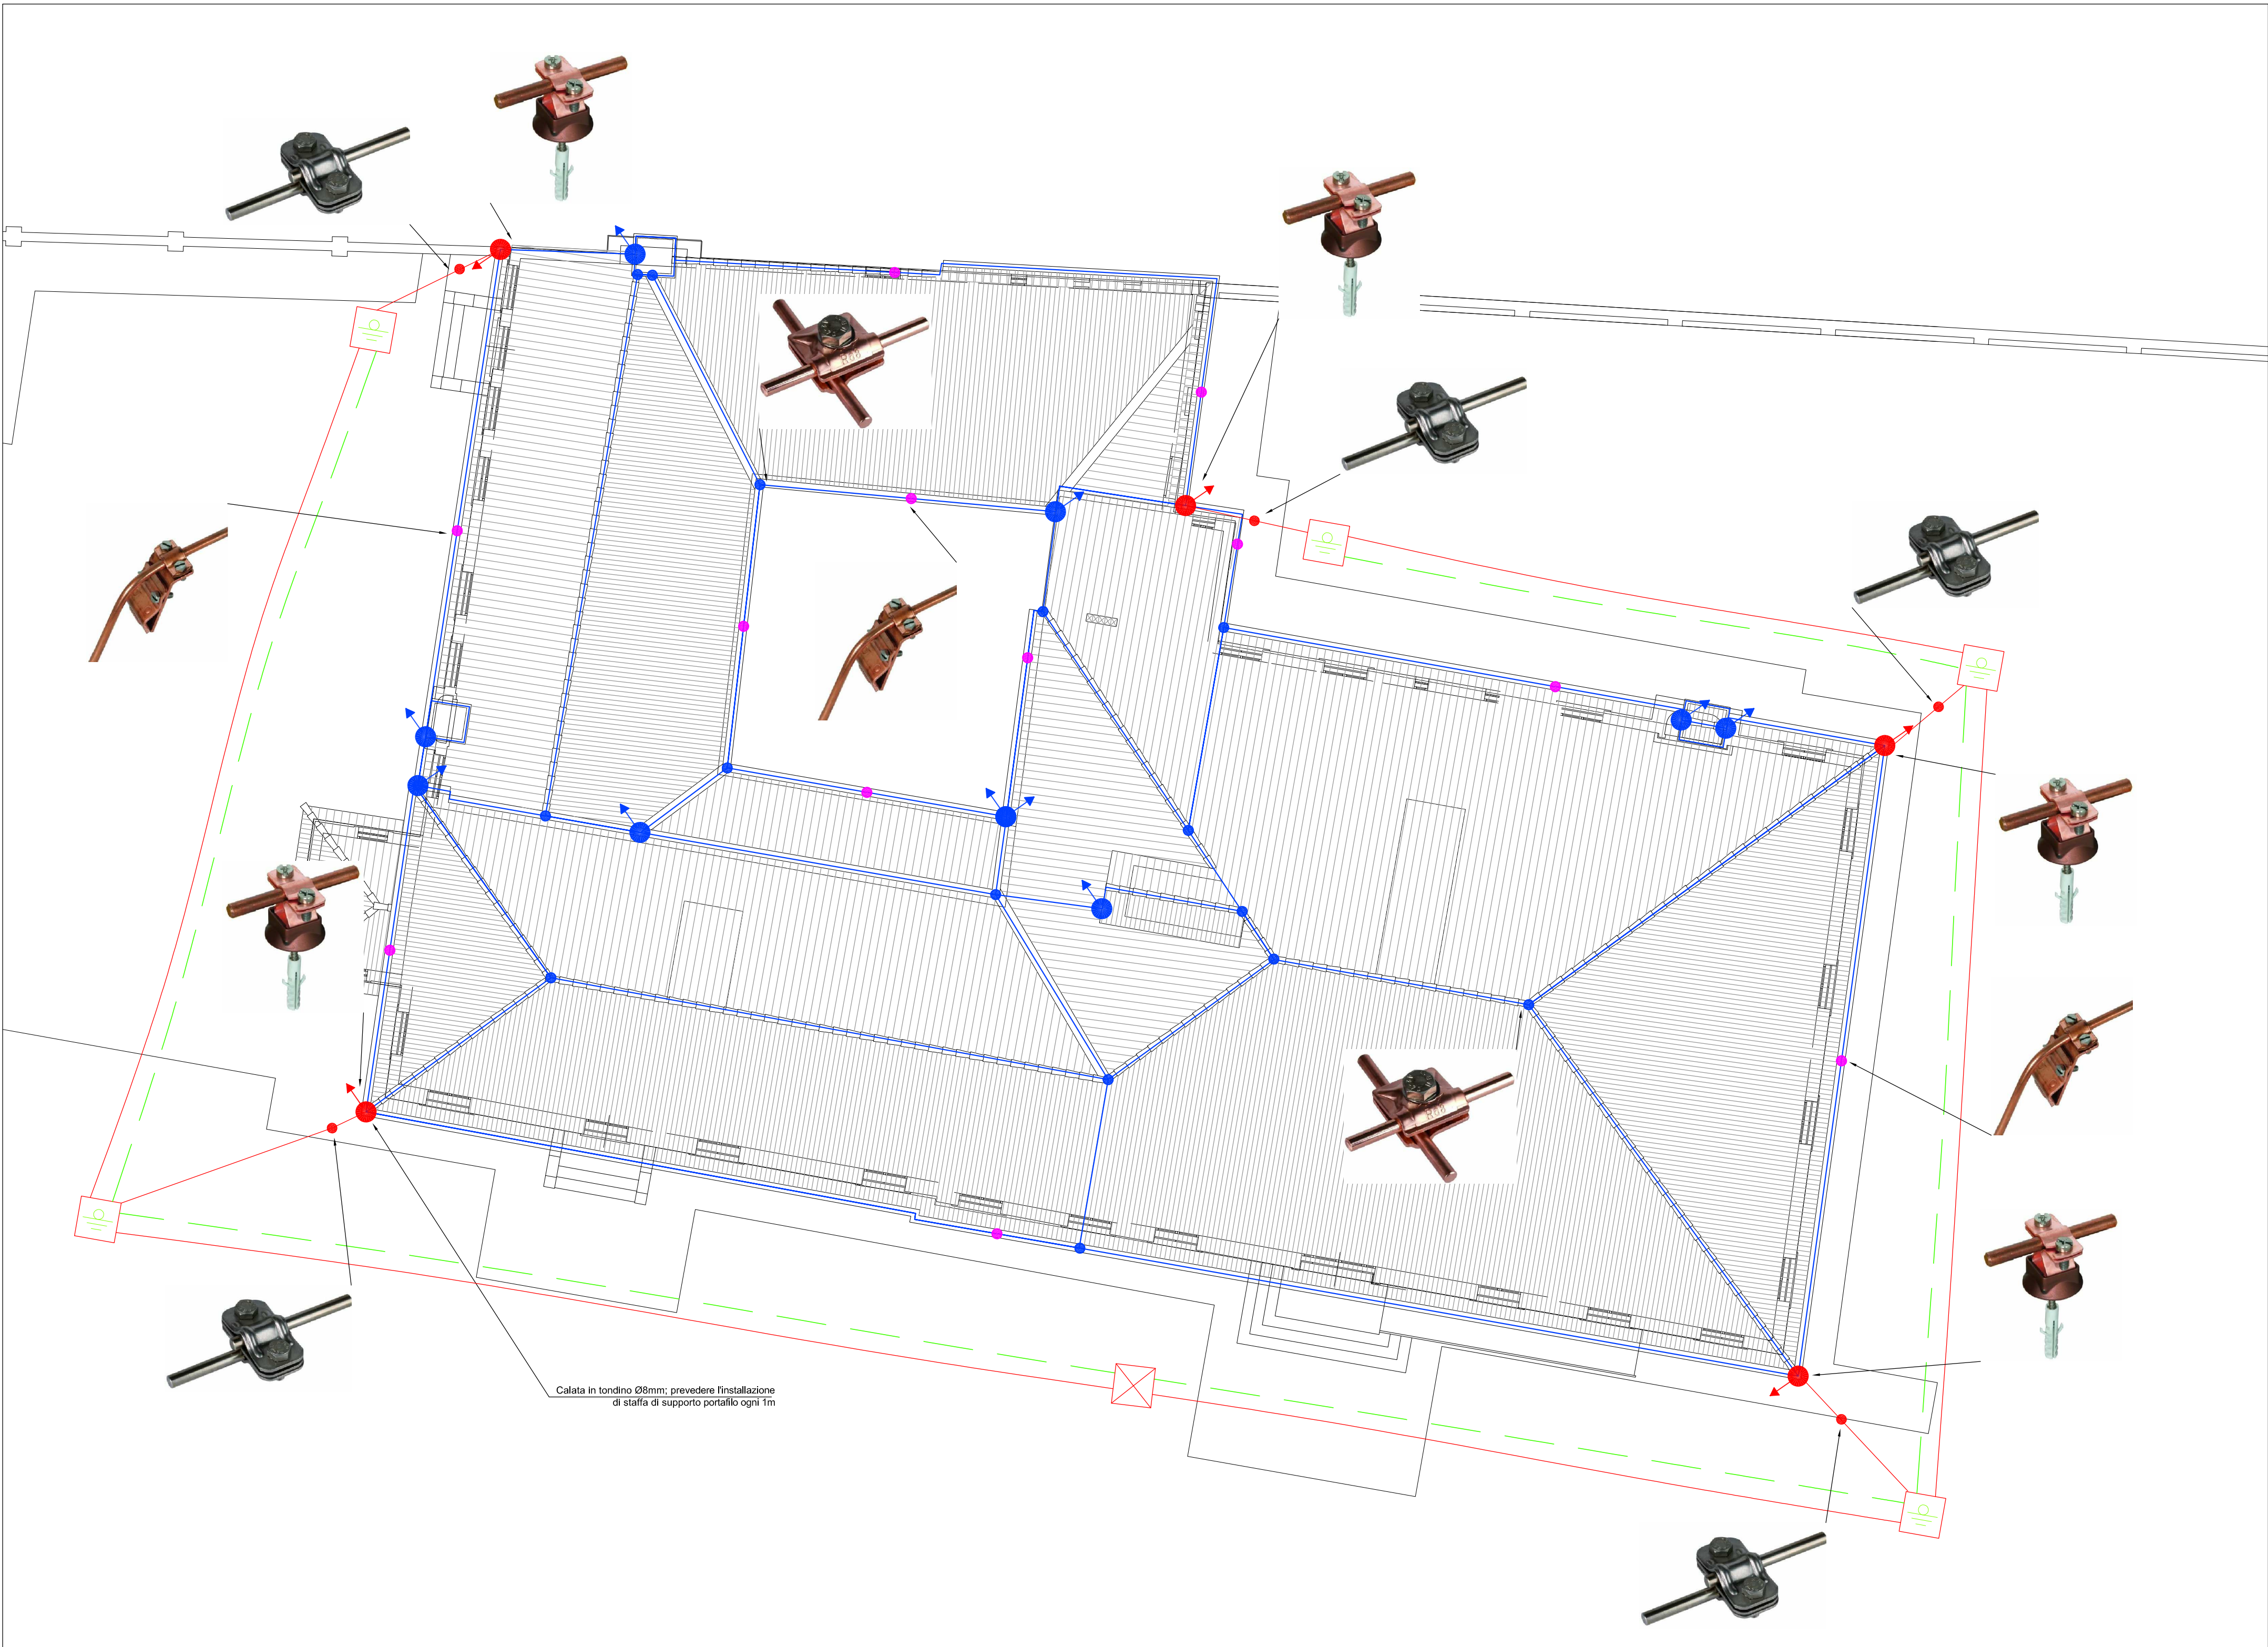 Calata in tondino Ø8mm; prevedere l'installazione
di staffa di supporto portafilo ogni 1m